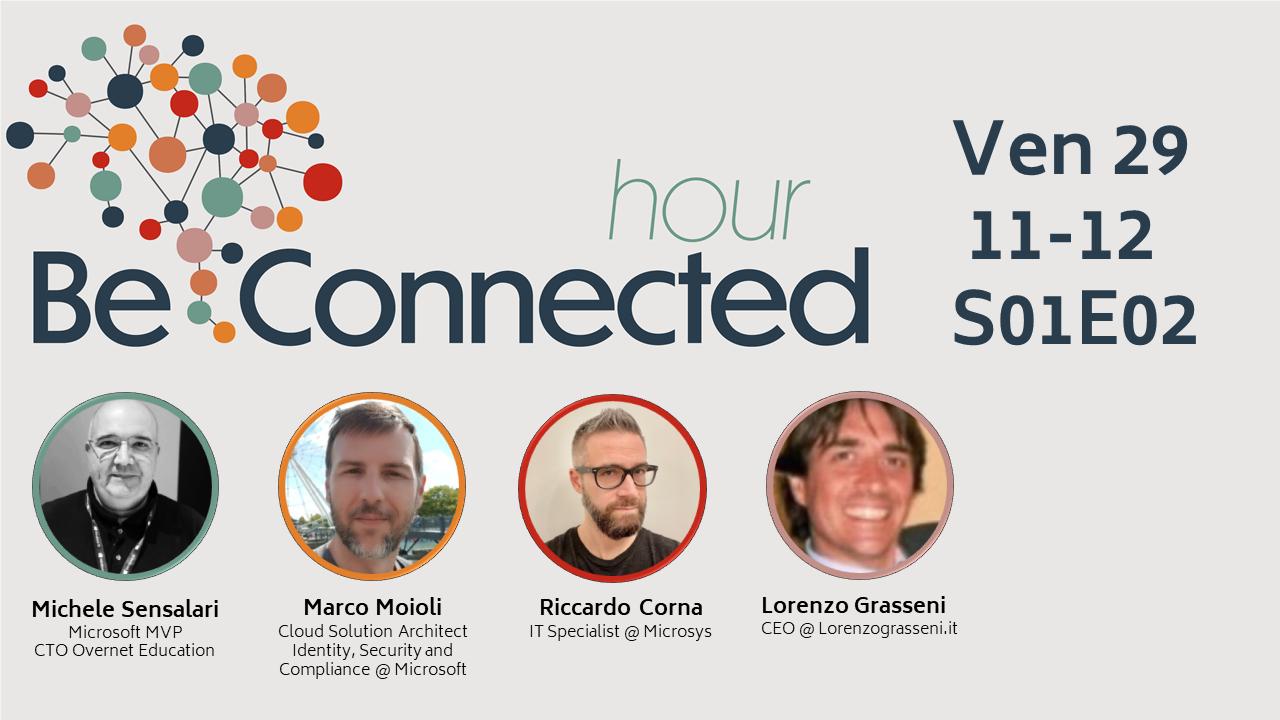 hour
Be Connected
Ven 29
11-12
S01E02
Michele Sensalari
Microsoft MVP
CTO Overnet Education
Marco Moioli
Cloud Solution Architect
Identity, Security and
Compliance @ Microsoft
Riccardo Corna
IT Specialist @ Microsys
Lorenzo Grasseni
CEO @ Lorenzograsseni.it